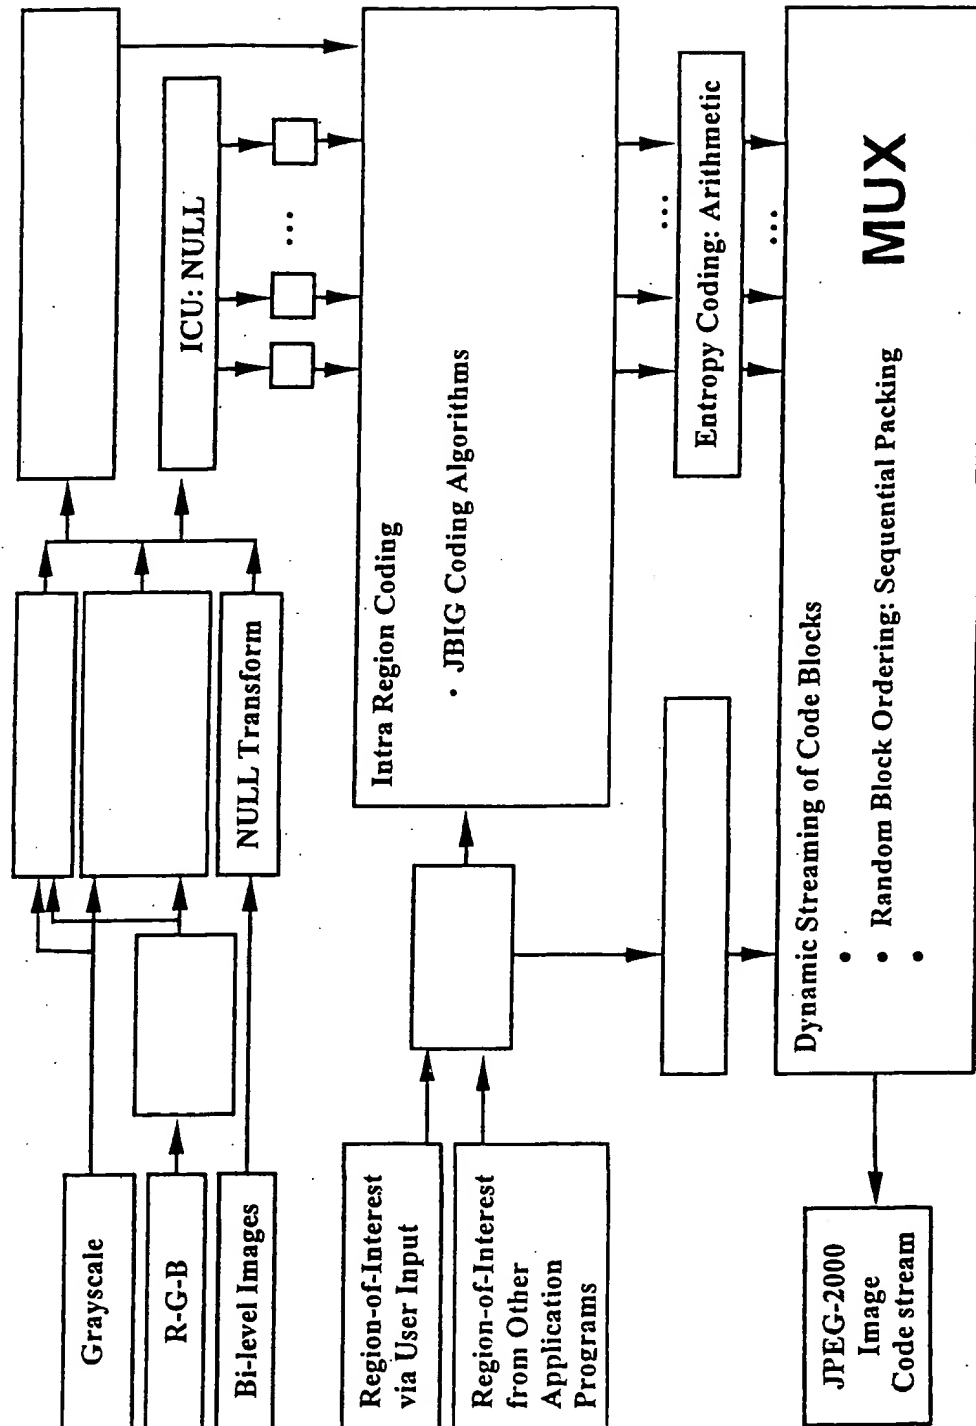 Grayscale
R-G-B
Bi-level Images
NULL Transform
ICU: NULL
...
Region-of-Interest
via User Input
Region-of-Interest
from Other
Application
Programs
Intra Region Coding
• JBIG Coding Algorithms
...
Entropy Coding: Arithmetic
...
Dynamic Streaming of Code Blocks
•
• Random Block Ordering: Sequential Packing
•
MUX
JPEG-2000
Image
Code stream